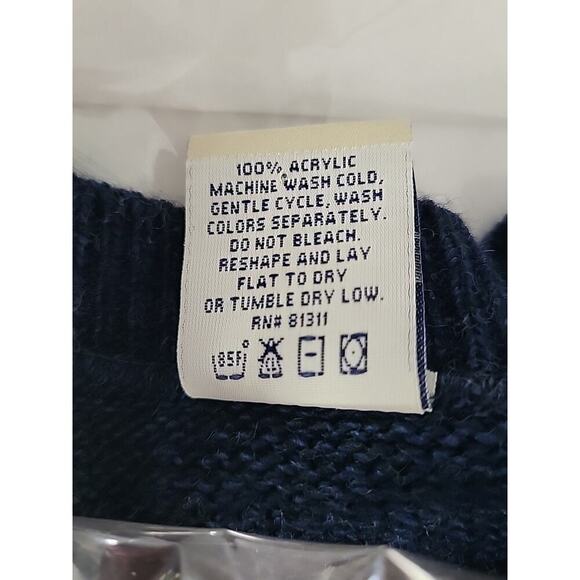 100% ACRYLIC
MACHINE WASH COLD,
GENTLE CYCLE, WASH
COLORS SEPARATELY.
DO NOT BLEACH.
RESHAPE AND LAY
FLAT TO DRY
OR TUMBLE DRY LOW.
RN# 81311
85F°